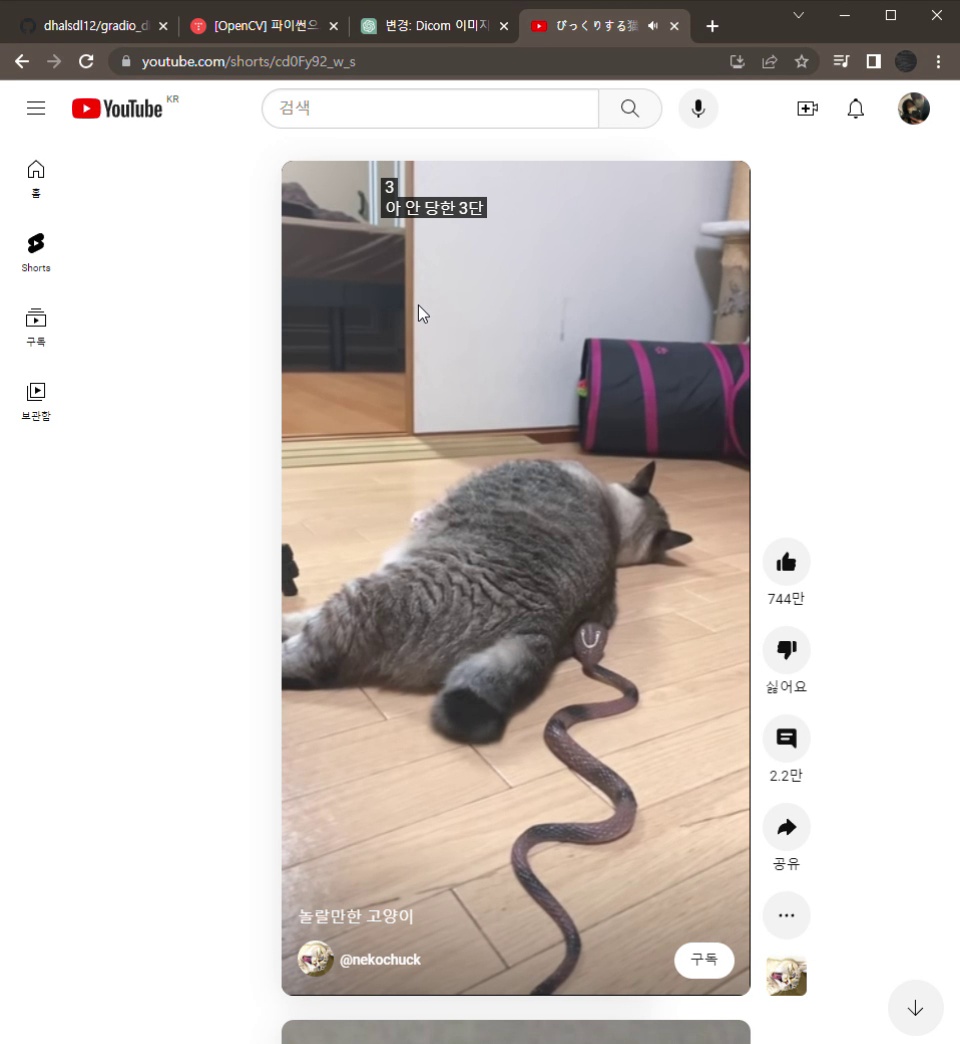 dhalsdl12/gradio_d
[OpenCV] 파이썬으
변경: Dicom 이미지
びっくりする猫
youtube.com/shorts/cd0Fy92_w_s
YouTube KR
검색
홈
Shorts
구독
보관함
3
아 안 당한 3단
744만
싫어요
2.2만
공유
놀랄만한 고양이
@nekochuck
구독